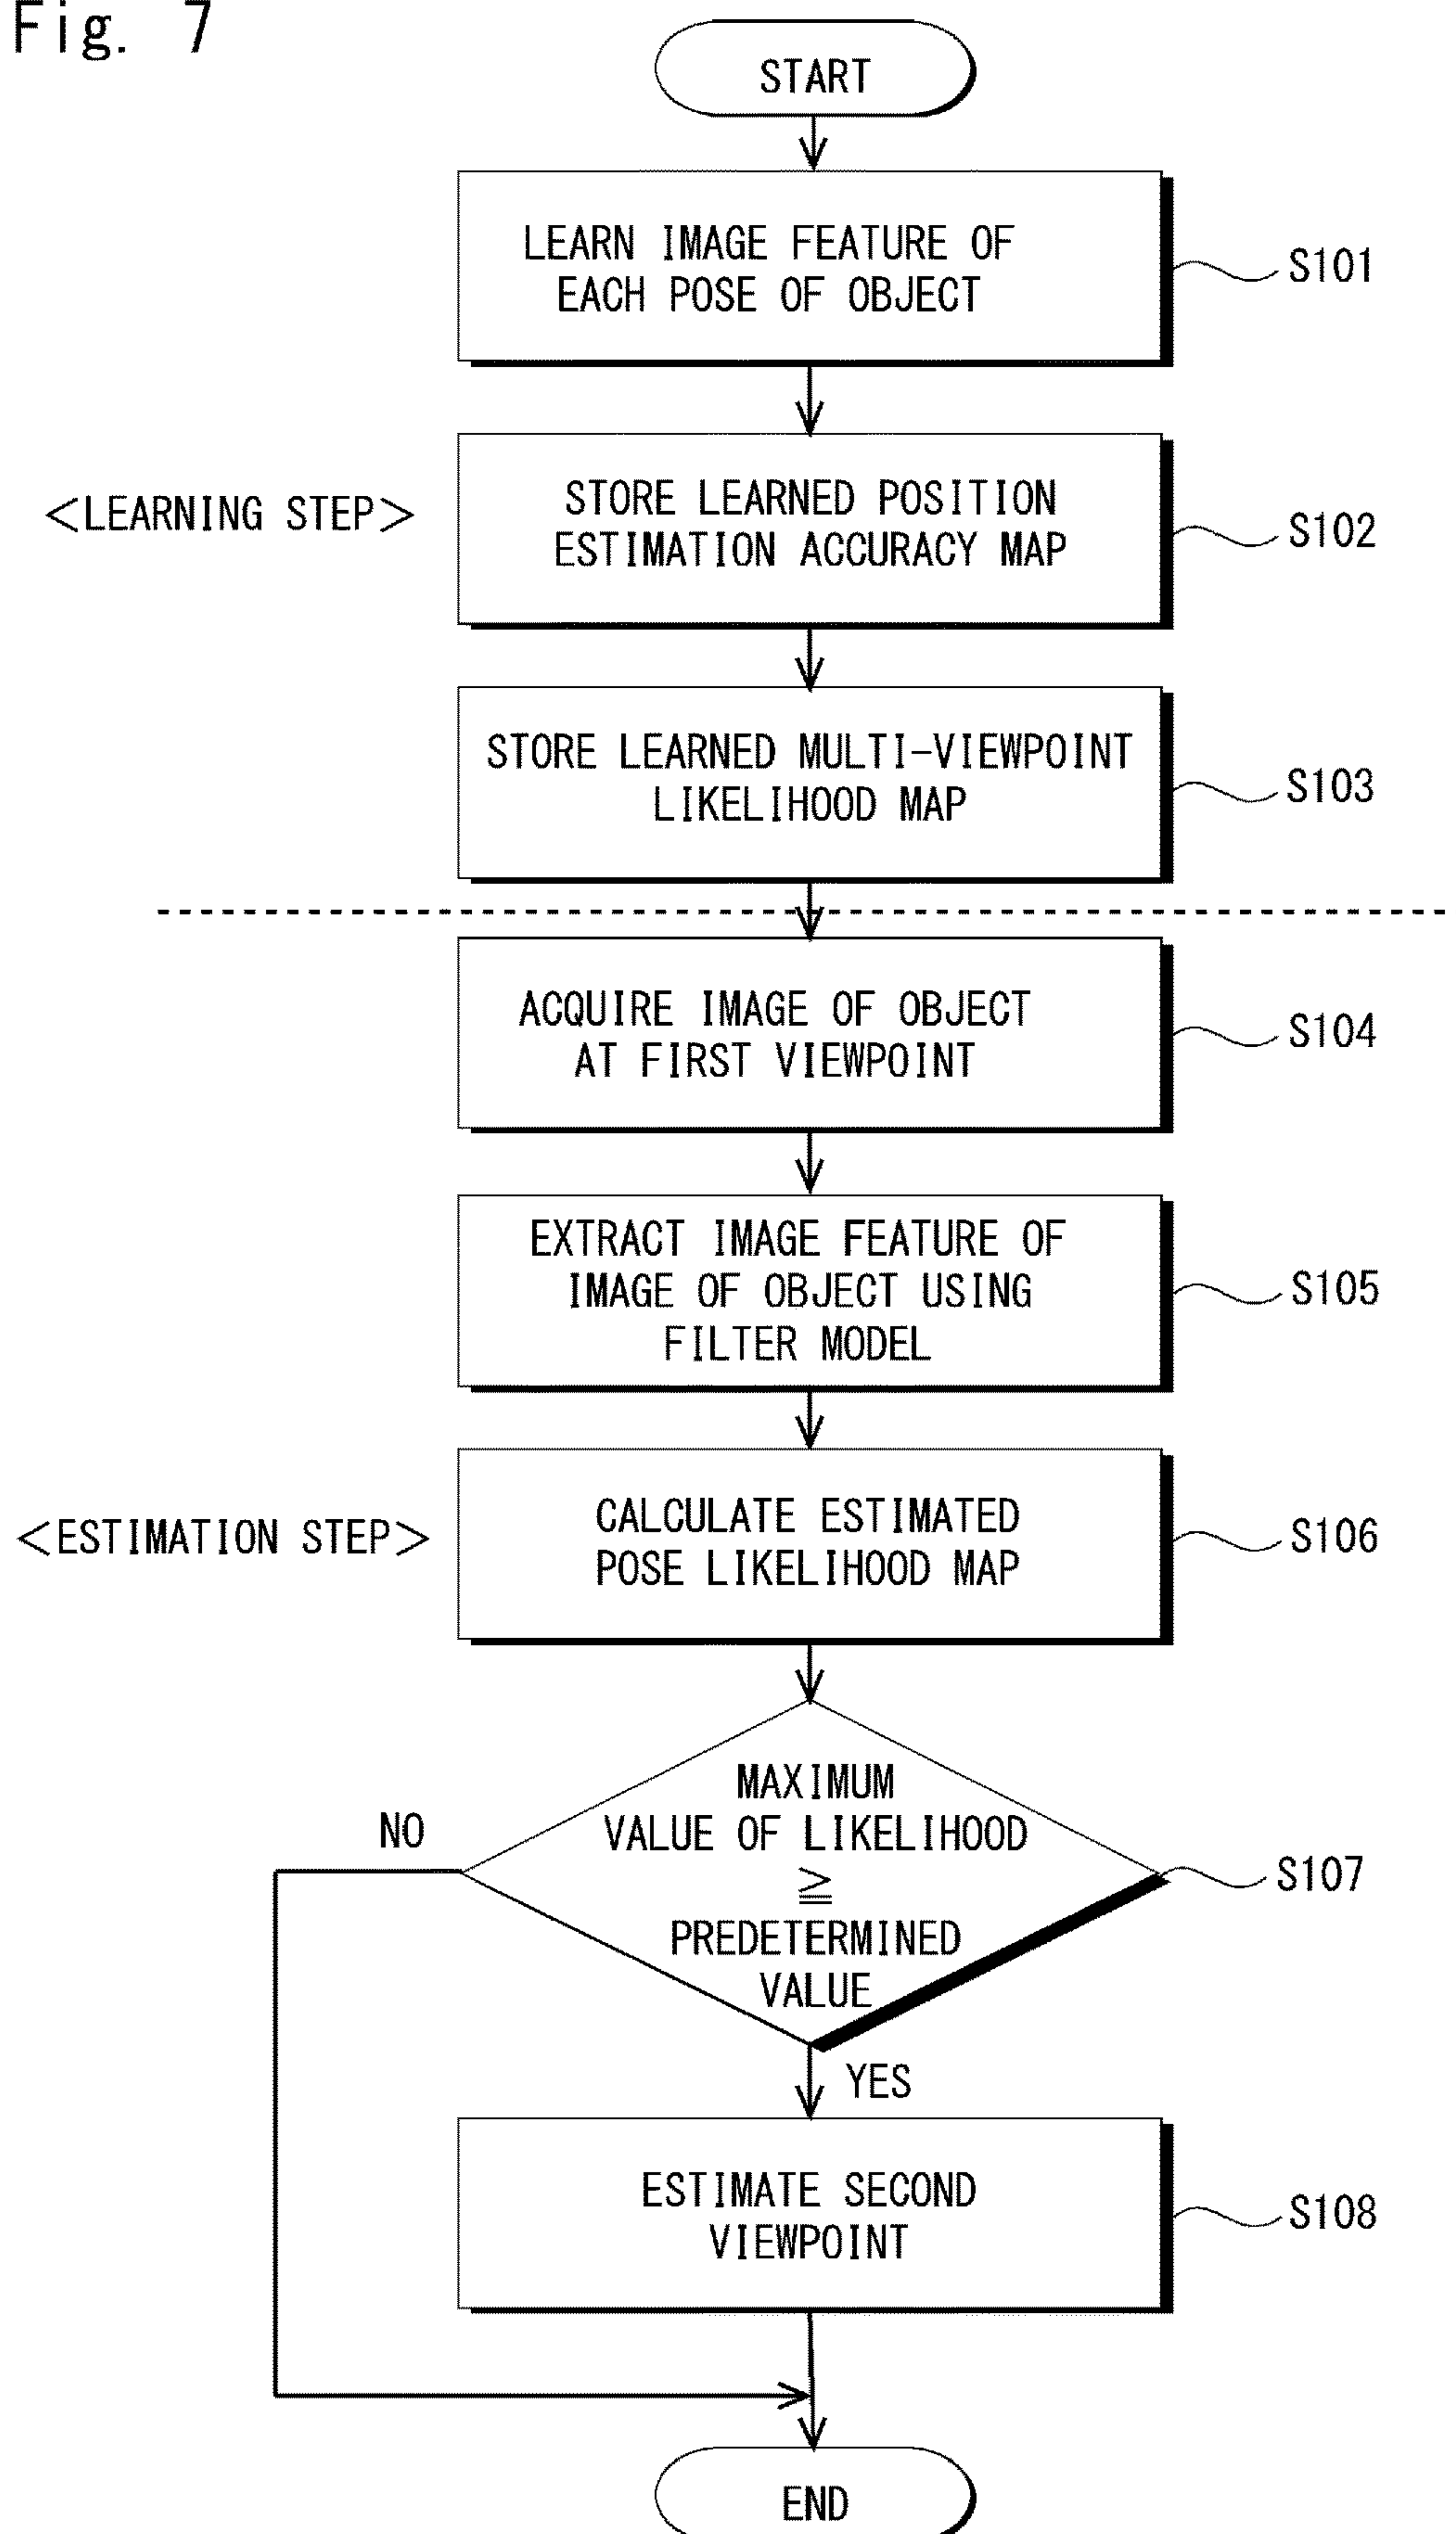 Fig. 7
START
LEARN IMAGE FEATURE OF
EACH POSE OF OBJECT
S101
<LEARNING STEP>
STORE LEARNED POSITION
ESTIMATION ACCURACY MAP
S102
STORE LEARNED MULTI-VIEWPOINT
LIKELIHOOD MAP
S103
ACQUIRE IMAGE OF OBJECT
AT FIRST VIEWPOINT
S104
EXTRACT IMAGE FEATURE OF
IMAGE OF OBJECT USING
FILTER MODEL
S105
<ESTIMATION STEP>
CALCULATE ESTIMATED
POSE LIKELIHOOD MAP
S106
NO
MAXIMUM
VALUE OF LIKELIHOOD
≧
PREDETERMINED
VALUE
S107
YES
ESTIMATE SECOND
VIEWPOINT
S108
END